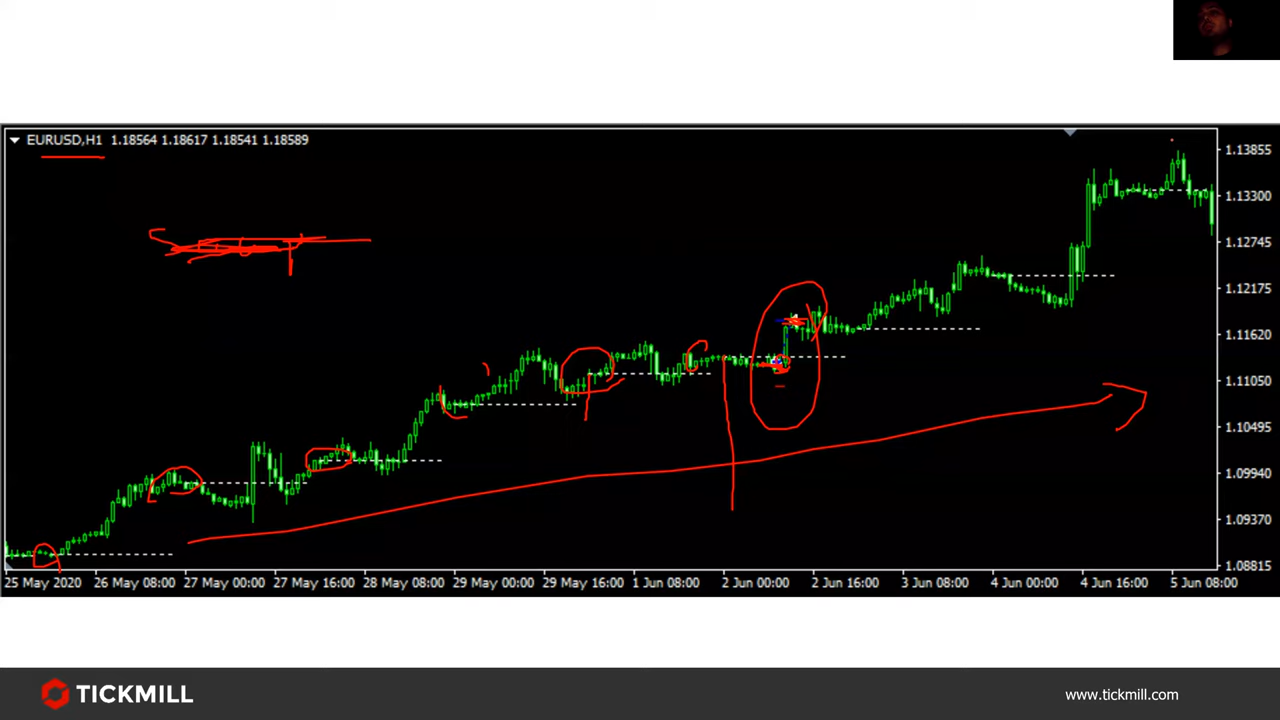 EURUSD,H1 1.18564 1.18617 1.18541 1.18589
1.13855
1.13300
1.12745
1.12175
1.11620
1.11050
1.10495
1.09940
1.09370
1.08815
25 May 2020 26 May 08:00 27 May 00:00 27 May 16:00 28 May 08:00 29 May 00:00 29 May 16:00 1 Jun 08:00 2 Jun 00:00 2 Jun 16:00 3 Jun 08:00 4 Jun 00:00 4 Jun 16:00 5 Jun 08:00
TICKMILL
www.tickmill.com